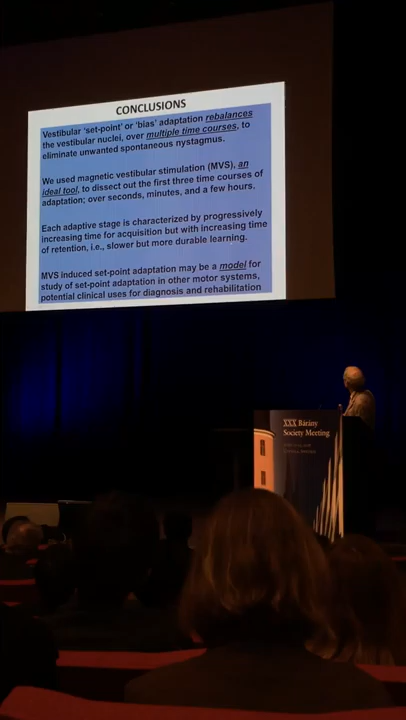 CONCLUSIONS
Vestibular 'set-point' or 'bias' adaptation rebalances
the vestibular nuclei, over multiple time courses, to
eliminate unwanted spontaneous nystagmus.
We used magnetic vestibular stimulation (MVS), an
ideal tool, to dissect out the first three time courses of
adaptation; over seconds, minutes, and a few hours.
Each adaptive stage is characterized by progressively
increasing time for acquisition but with increasing time
of retention, i.e., slower but more durable learning.
MVS induced set-point adaptation may be a model for
study of set-point adaptation in other motor systems,
potential clinical uses for diagnosis and rehabilitation
XXX Bárány
Society Meeting